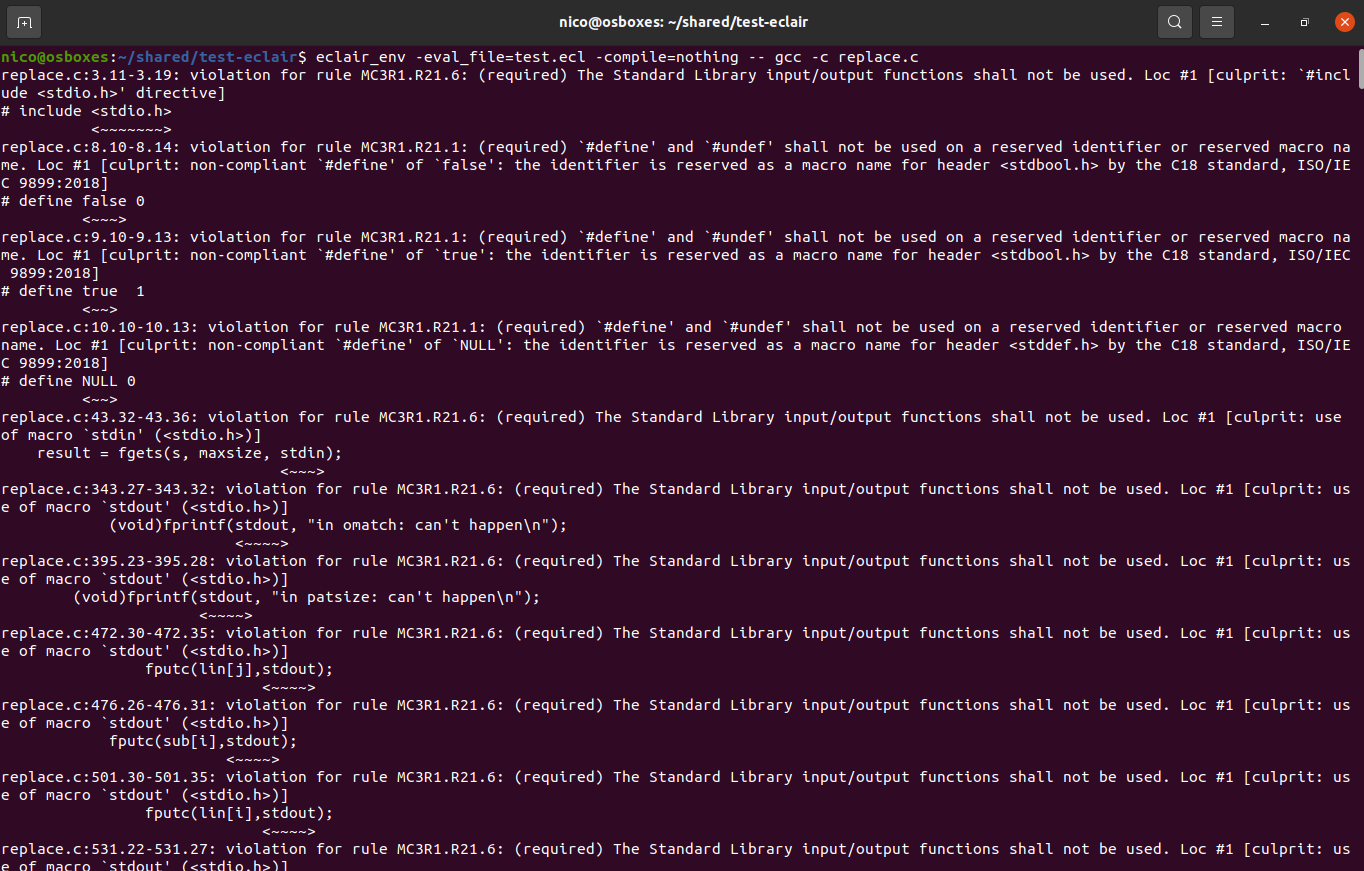 nico@osboxes: ~/shared/test-eclair
nico@osboxes:~/shared/test-eclair$ eclair_env -eval_file=test.ecl -compile=nothing -- gcc -c replace.c
replace.c:3.11-3.19: violation for rule MC3R1.R21.6: (required) The Standard Library input/output functions shall not be used. Loc #1 [culprit: `#incl
ude <stdio.h>' directive]
# include <stdio.h>
          <~~~~~~~>
replace.c:8.10-8.14: violation for rule MC3R1.R21.1: (required) `#define' and `#undef' shall not be used on a reserved identifier or reserved macro na
me. Loc #1 [culprit: non-compliant `#define' of `false': the identifier is reserved as a macro name for header <stdbool.h> by the C18 standard, ISO/IE
C 9899:2018]
# define false 0
         <~~~>
replace.c:9.10-9.13: violation for rule MC3R1.R21.1: (required) `#define' and `#undef' shall not be used on a reserved identifier or reserved macro na
me. Loc #1 [culprit: non-compliant `#define' of `true': the identifier is reserved as a macro name for header <stdbool.h> by the C18 standard, ISO/IEC
 9899:2018]
# define true  1
         <~~>
replace.c:10.10-10.13: violation for rule MC3R1.R21.1: (required) `#define' and `#undef' shall not be used on a reserved identifier or reserved macro
name. Loc #1 [culprit: non-compliant `#define' of `NULL': the identifier is reserved as a macro name for header <stddef.h> by the C18 standard, ISO/IE
C 9899:2018]
# define NULL 0
         <~~>
replace.c:43.32-43.36: violation for rule MC3R1.R21.6: (required) The Standard Library input/output functions shall not be used. Loc #1 [culprit: use
of macro `stdin' (<stdio.h>)]
    result = fgets(s, maxsize, stdin);
                               <~~~>
replace.c:343.27-343.32: violation for rule MC3R1.R21.6: (required) The Standard Library input/output functions shall not be used. Loc #1 [culprit: us
e of macro `stdout' (<stdio.h>)]
            (void)fprintf(stdout, "in omatch: can't happen\n");
                          <~~~~>
replace.c:395.23-395.28: violation for rule MC3R1.R21.6: (required) The Standard Library input/output functions shall not be used. Loc #1 [culprit: us
e of macro `stdout' (<stdio.h>)]
        (void)fprintf(stdout, "in patsize: can't happen\n");
                      <~~~~>
replace.c:472.30-472.35: violation for rule MC3R1.R21.6: (required) The Standard Library input/output functions shall not be used. Loc #1 [culprit: us
e of macro `stdout' (<stdio.h>)]
                fputc(lin[j],stdout);
                             <~~~~>
replace.c:476.26-476.31: violation for rule MC3R1.R21.6: (required) The Standard Library input/output functions shall not be used. Loc #1 [culprit: us
e of macro `stdout' (<stdio.h>)]
            fputc(sub[i],stdout);
                         <~~~~>
replace.c:501.30-501.35: violation for rule MC3R1.R21.6: (required) The Standard Library input/output functions shall not be used. Loc #1 [culprit: us
e of macro `stdout' (<stdio.h>)]
                fputc(lin[i],stdout);
                             <~~~~>
replace.c:531.22-531.27: violation for rule MC3R1.R21.6: (required) The Standard Library input/output functions shall not be used. Loc #1 [culprit: us
e of macro `stdout' (<stdio.h>)]